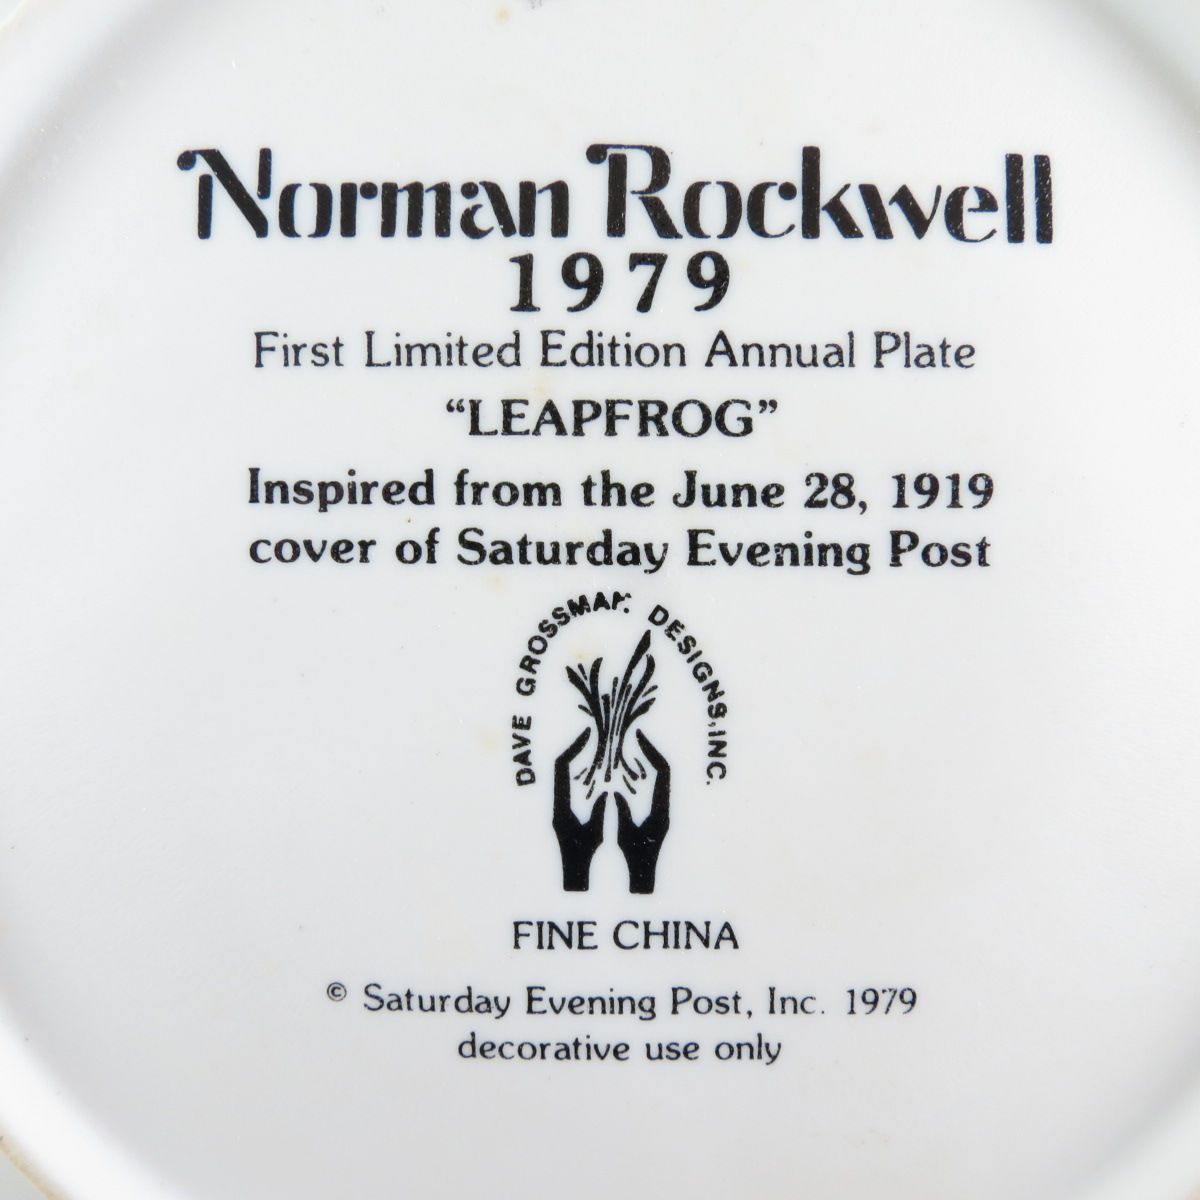 Norman Rockwell
1979
First Limited Edition Annual Plate
“LEAPFROG”
Inspired from the June 28, 1919
cover of Saturday Evening Post
DAVE GROSSMAN DESIGNS, INC.
FINE CHINA
© Saturday Evening Post, Inc. 1979
decorative use only